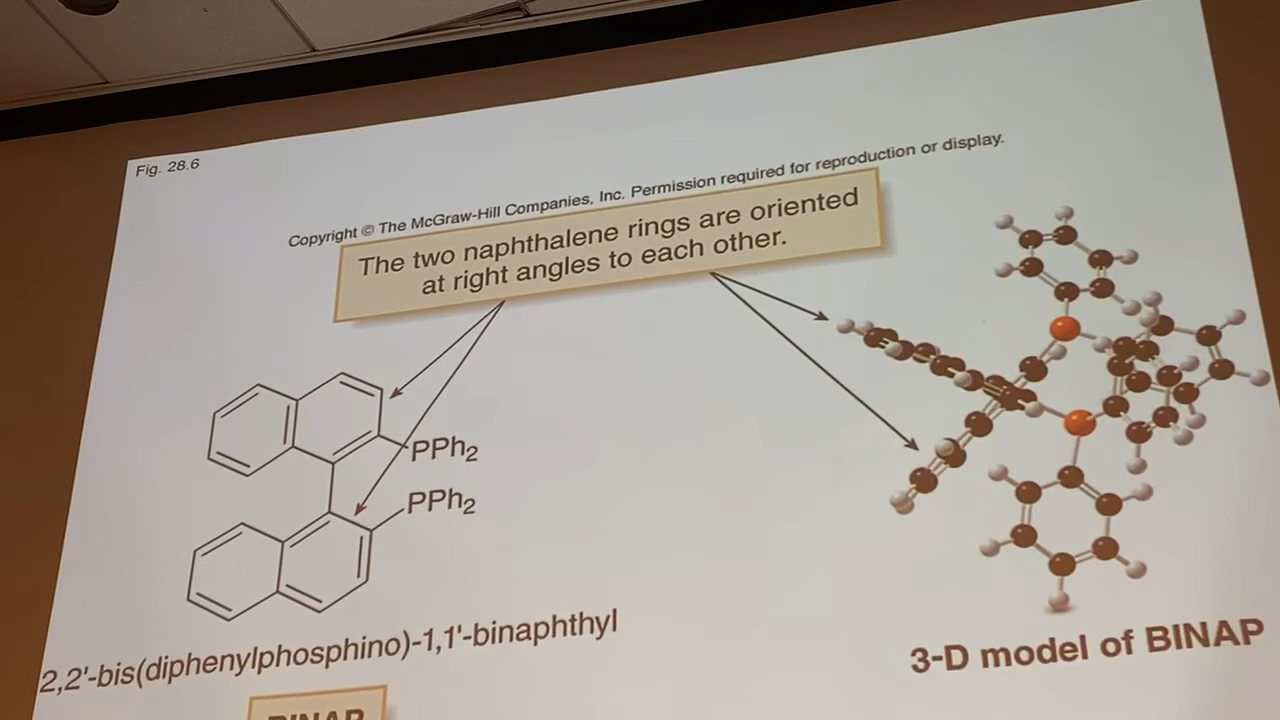 Fig. 28.6
Copyright © The McGraw-Hill Companies, Inc. Permission required for reproduction or display.
The two naphthalene rings are oriented
at right angles to each other.
PPh2
PPh2
2,2'-bis(diphenylphosphino)-1,1'-binaphthyl
3-D model of BINAP
BINAP